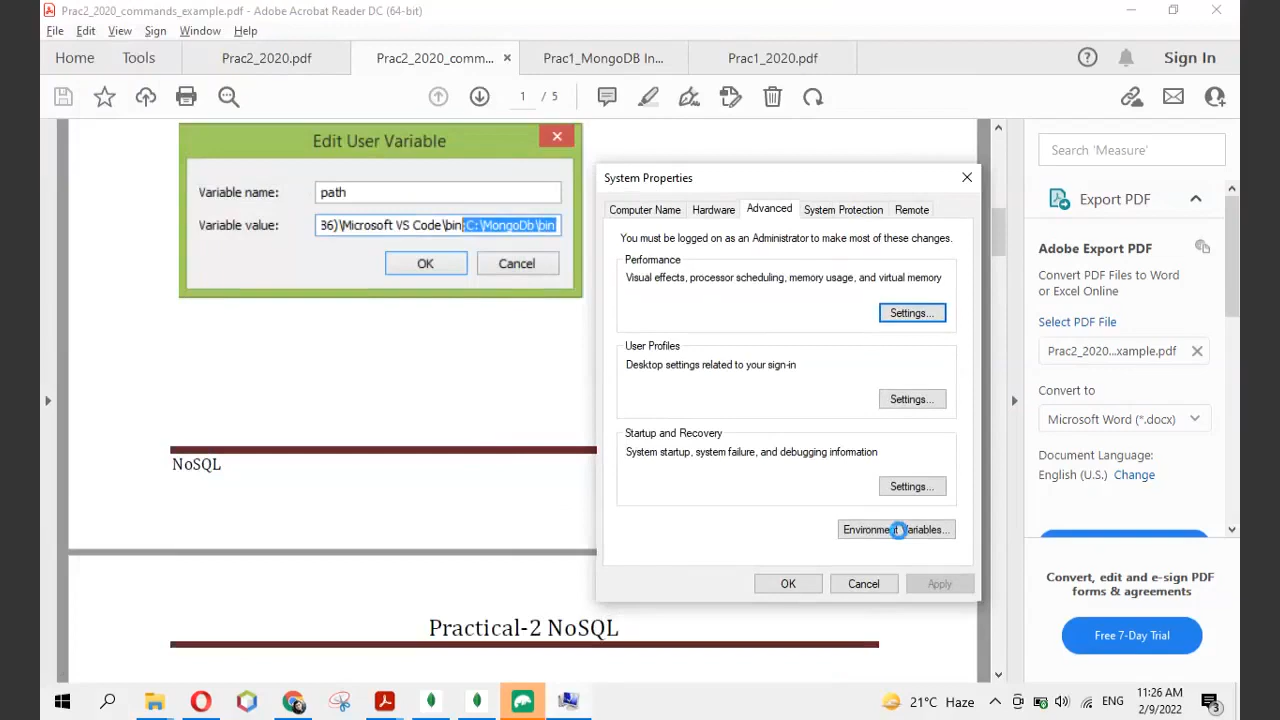 Prac2_2020_commands_example.pdf - Adobe Acrobat Reader DC (64-bit)
File Edit View Sign Window Help
Home Tools Prac2_2020.pdf Prac2_2020_comm... Prac1_MongoDB In... Prac1_2020.pdf Sign In
1 / 5
Edit User Variable
Variable name: path
Variable value: 36)\Microsoft VS Code\bin;C:\MongoDb\bin
OK Cancel
NoSQL
Practical-2 NoSQL
System Properties
Computer Name Hardware Advanced System Protection Remote
You must be logged on as an Administrator to make most of these changes.
Performance
Visual effects, processor scheduling, memory usage, and virtual memory
Settings...
User Profiles
Desktop settings related to your sign-in
Settings...
Startup and Recovery
System startup, system failure, and debugging information
Settings...
Environment Variables...
OK Cancel Apply
Search 'Measure'
Export PDF
Adobe Export PDF
Convert PDF Files to Word
or Excel Online
Select PDF File
Prac2_2020...xample.pdf
Convert to
Microsoft Word (*.docx)
Document Language:
English (U.S.) Change
Convert, edit and e-sign PDF
forms & agreements
Free 7-Day Trial
21°C Haze ENG 11:26 AM
2/9/2022
3